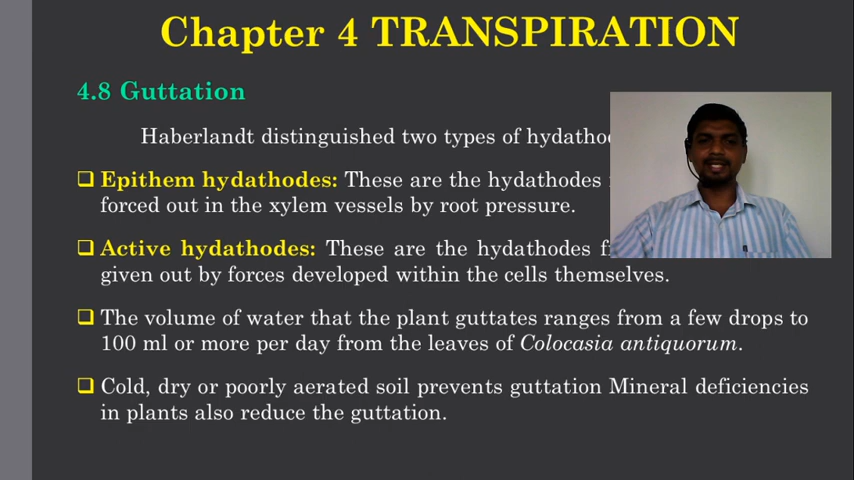 Chapter 4 TRANSPIRATION
4.8 Guttation
Haberlandt distinguished two types of
Epithem hydathodes: These are the hydathodes
forced out in the xylem vessels by root pressure.
Active hydathodes: These are the hydathodes
given out by forces developed within the cells themselves.
The volume of water that the plant guttates ranges from a few drops to
100 ml or more per day from the leaves of Colocasia antiquorum.
Cold, dry or poorly aerated soil prevents guttation Mineral deficiencies
in plants also reduce the guttation.